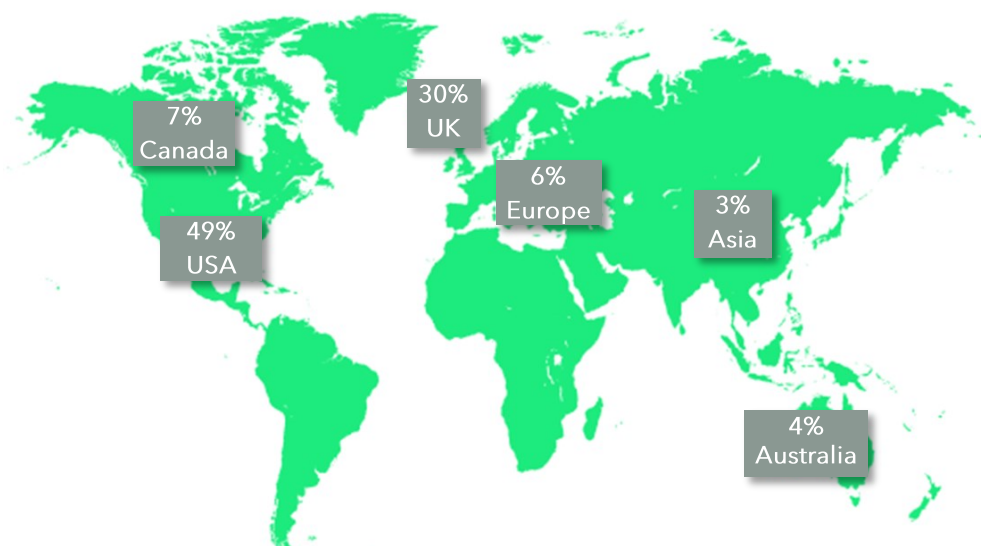 30%
UK
7%
Canada
6%
Europe
3%
Asia
49%
USA
4%
Australia